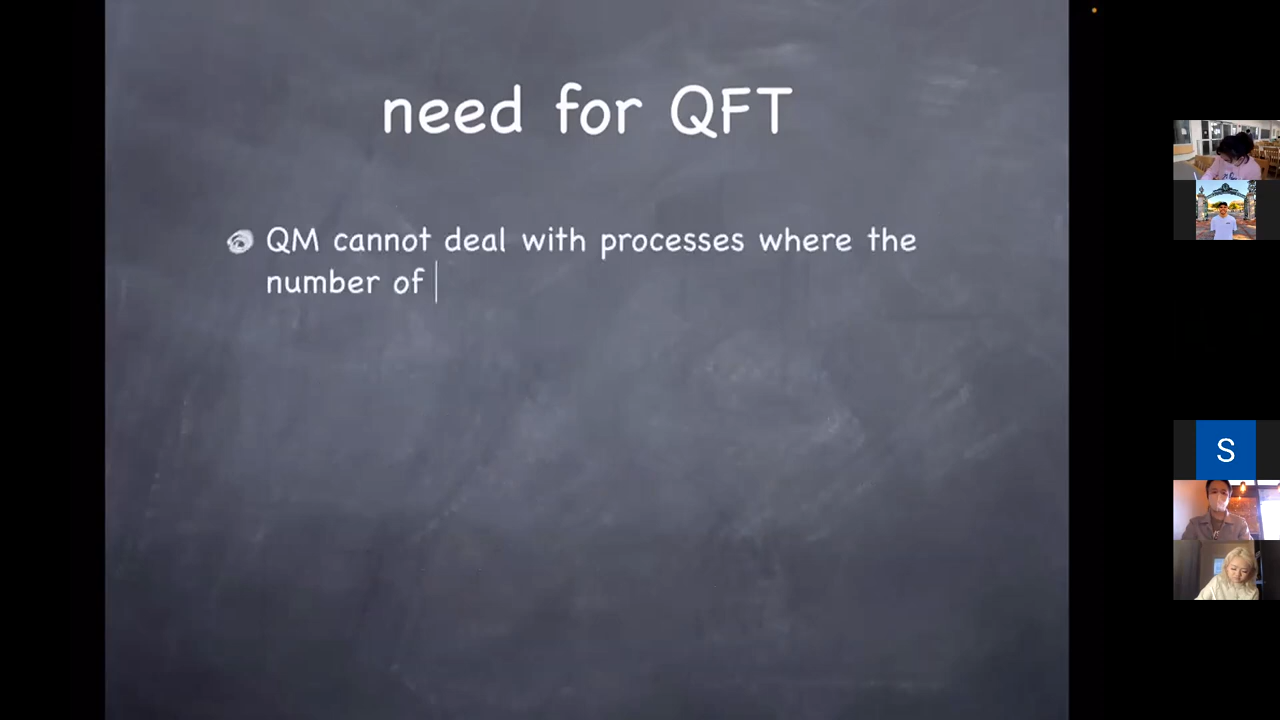 need for QFT
QM cannot deal with processes where the
number of
S